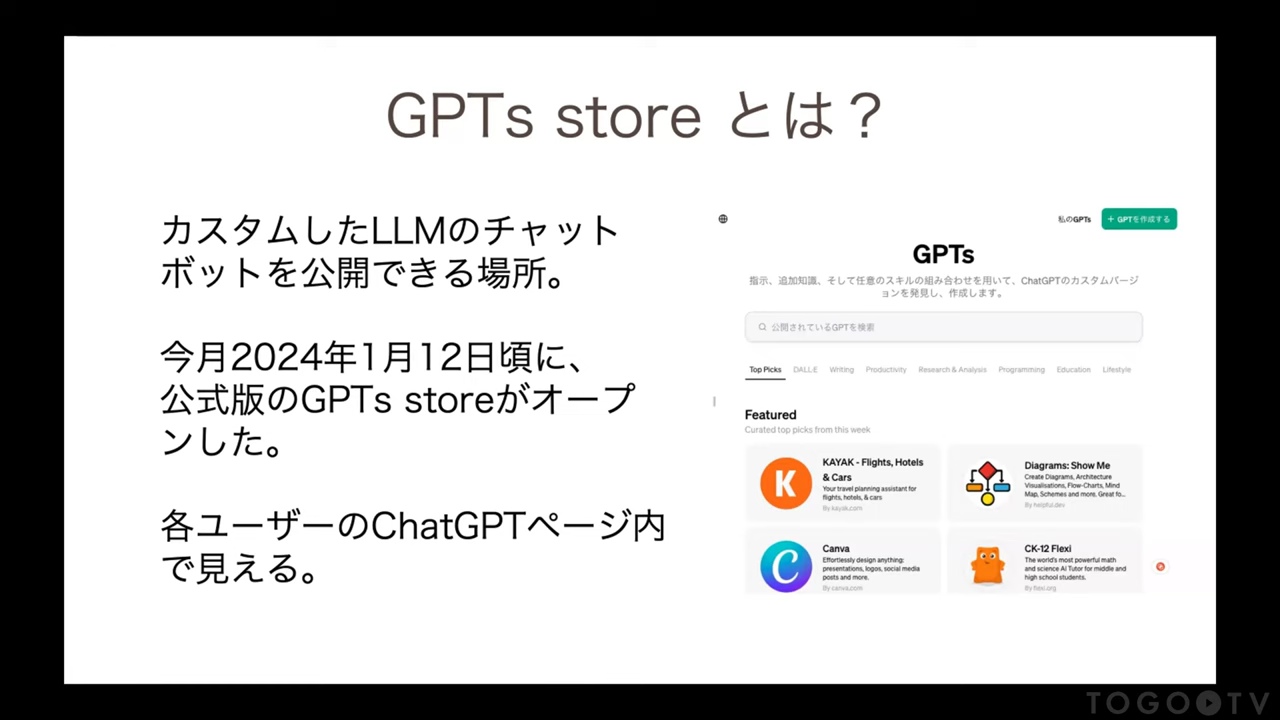 GPTs store とは？
カスタムしたLLMのチャット
ボットを公開できる場所。
今月2024年1月12日頃に、
公式版のGPTs storeがオープ
ンした。
各ユーザーのChatGPTページ内
で見える。
私のGPTs
+ GPTを作成する
GPTs
指示、追加知識、そして任意のスキルの組み合わせを用いて、ChatGPTのカスタムバージ
ョンを発見し、作成します。
公開されているGPTを検索
Top Picks DALL·E Writing Productivity Research & Analysis Programming Education Lifestyle
Featured
Curated top picks from this week
K
KAYAK - Flights, Hotels
& Cars
Your travel planning assistant for
flights, hotels, & cars
By kayak.com
Diagrams: Show Me
Create Diagrams, Architecture
Visualisations, Flow-Charts, Mind
Map, Schemes and more. Great fo...
By helpful.dev
C
Canva
Effortlessly design anything:
presentations, logos, social media
posts and more.
By canva.com
CK-12 Flexi
The world's most powerful math
and science AI Tutor for middle and
high school students.
By flexi.org
TOGO TV